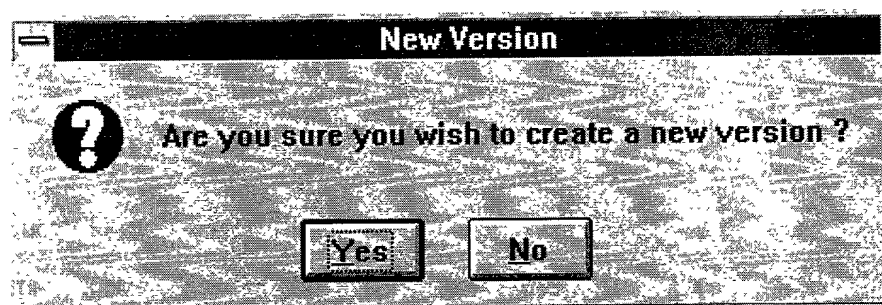 New Version
Are you sure you wish to create a new version ?
Yes
No